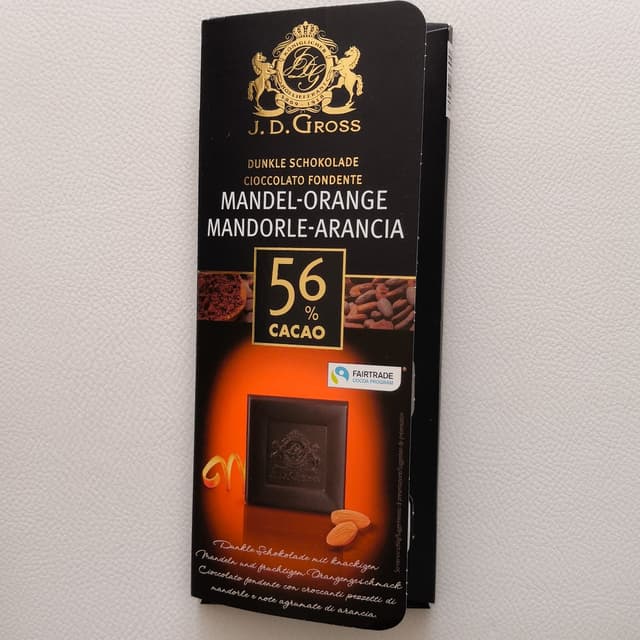 J. D. GROSS
DUNKLE SCHOKOLADE
CIOCCOLATO FONDENTE
MANDEL-ORANGE
MANDORLE-ARANCIA
56
%
CACAO
FAIRTRADE
COCOA PROGRAM
Dunkle Schokolade mit knackigen
Mandeln und fruchtigen Orangengeschmack
Cioccolato fondente con croccanti pezzetti di
mandorle e note agrumate di arancia.